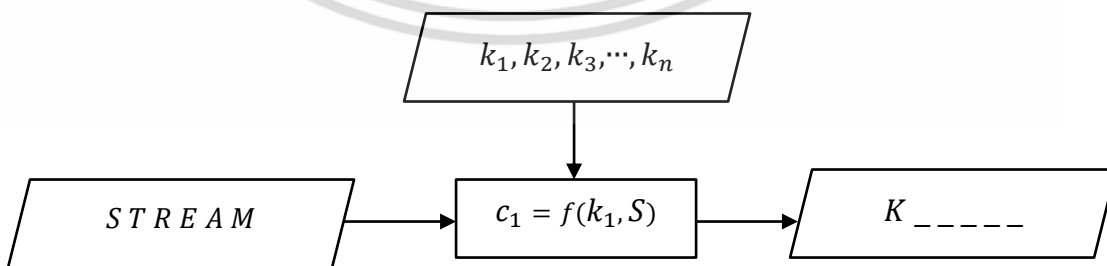 k₁, k₂, k₃,⋯, kₙ
S T R E A M
c₁ = f(k₁, S)
K _ _ _ _ _